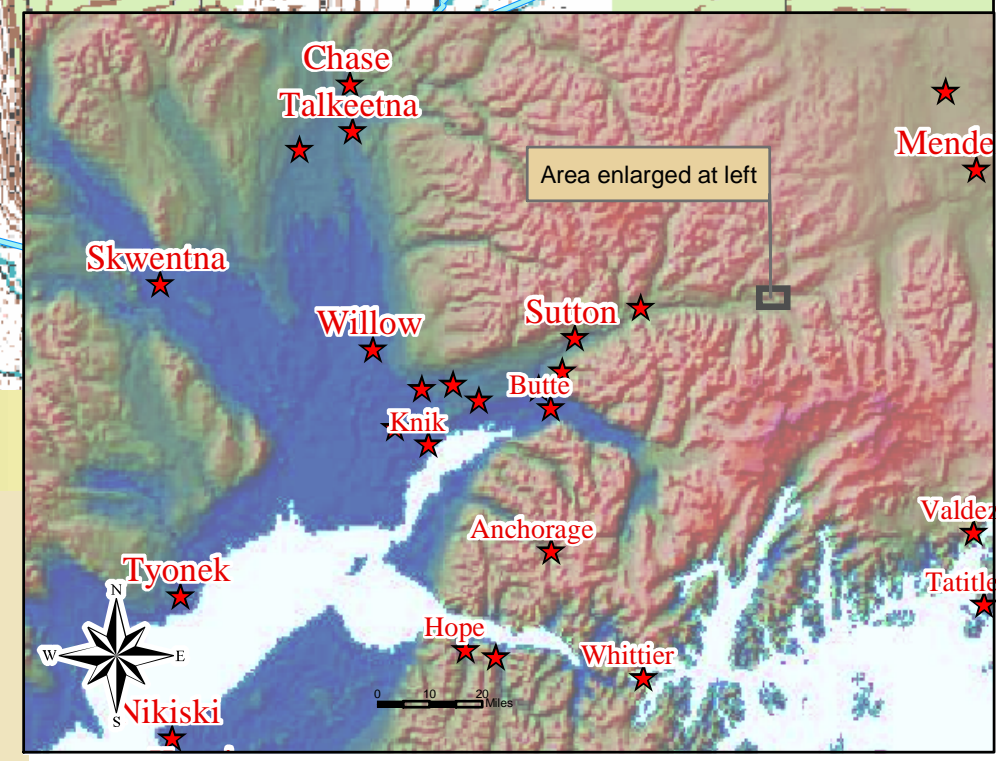 Chase
Talkeetna
Mende
Area enlarged at left
Skwentna
Sutton
Willow
Butte
Knik
Valdez
Anchorage
Tyonek
Tatitle
N
Hope
W
E
Whittier
0 10 20
Miles
S
Nikiski